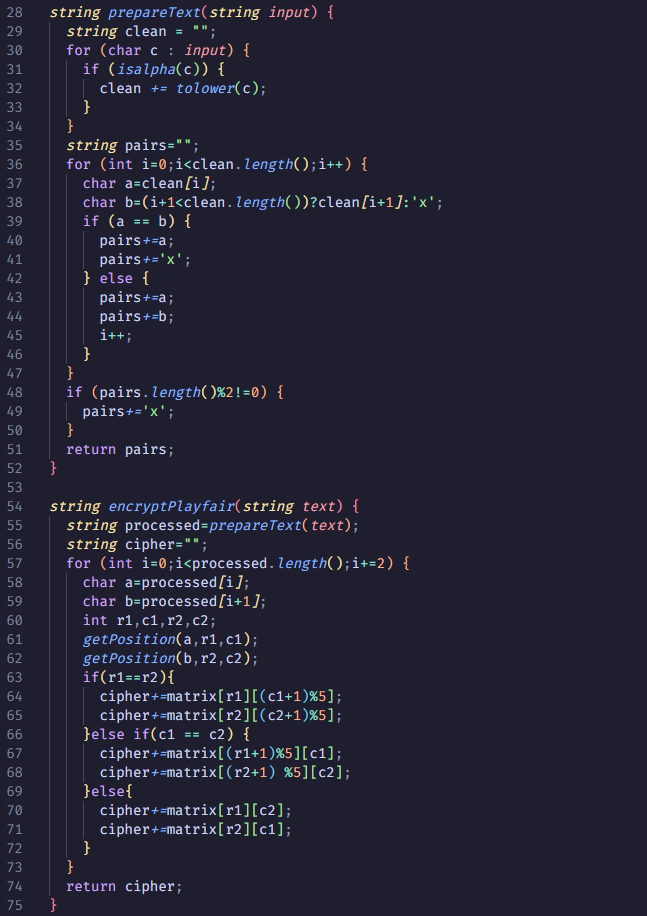 28 string prepareText(string input) {
29   string clean = "";
30   for (char c : input) {
31     if (isalpha(c)) {
32       clean += tolower(c);
33     }
34   }
35   string pairs="";
36   for (int i=0;i<clean.length();i++) {
37     char a=clean[i];
38     char b=(i+1<clean.length())?clean[i+1]:'x';
39     if (a == b) {
40       pairs+=a;
41       pairs+='x';
42     } else {
43       pairs+=a;
44       pairs+=b;
45       i++;
46     }
47   }
48   if (pairs.length()%2!=0) {
49     pairs+='x';
50   }
51   return pairs;
52 }
53
54 string encryptPlayfair(string text) {
55   string processed=prepareText(text);
56   string cipher="";
57   for (int i=0;i<processed.length();i+=2) {
58     char a=processed[i];
59     char b=processed[i+1];
60     int r1,c1,r2,c2;
61     getPosition(a,r1,c1);
62     getPosition(b,r2,c2);
63     if(r1==r2){
64       cipher+=matrix[r1][(c1+1)%5];
65       cipher+=matrix[r2][(c2+1)%5];
66     }else if(c1 == c2) {
67       cipher+=matrix[(r1+1)%5][c1];
68       cipher+=matrix[(r2+1) %5][c2];
69     }else{
70       cipher+=matrix[r1][c2];
71       cipher+=matrix[r2][c1];
72     }
73   }
74   return cipher;
75 }